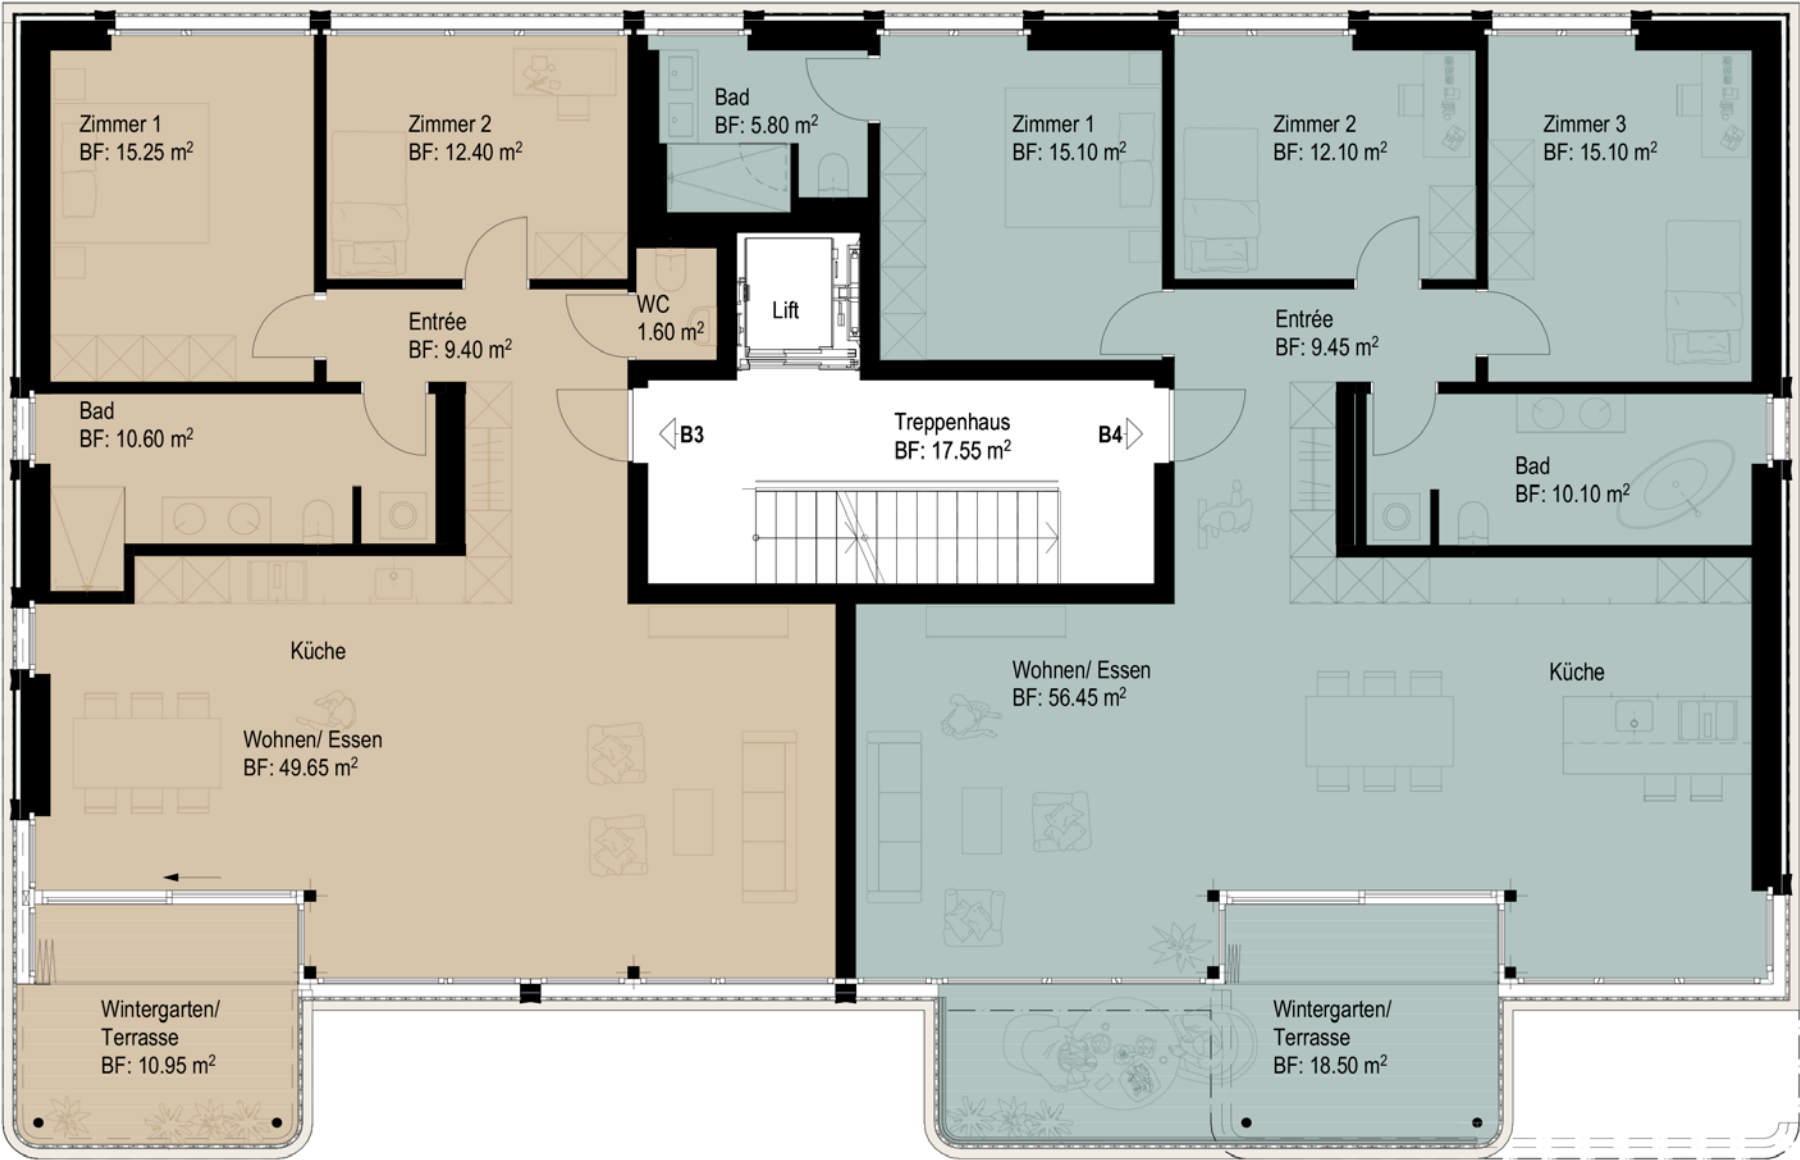 Zimmer 1
BF: 15.25 m²
Zimmer 2
BF: 12.40 m²
Bad
BF: 5.80 m²
Zimmer 1
BF: 15.10 m²
Zimmer 2
BF: 12.10 m²
Zimmer 3
BF: 15.10 m²
Entrée
BF: 9.40 m²
WC
1.60 m²
Lift
Entrée
BF: 9.45 m²
Bad
BF: 10.60 m²
B3
Treppenhaus
BF: 17.55 m²
B4
Bad
BF: 10.10 m²
Küche
Wohnen/ Essen
BF: 49.65 m²
Wohnen/ Essen
BF: 56.45 m²
Küche
Wintergarten/
Terrasse
BF: 10.95 m²
Wintergarten/
Terrasse
BF: 18.50 m²